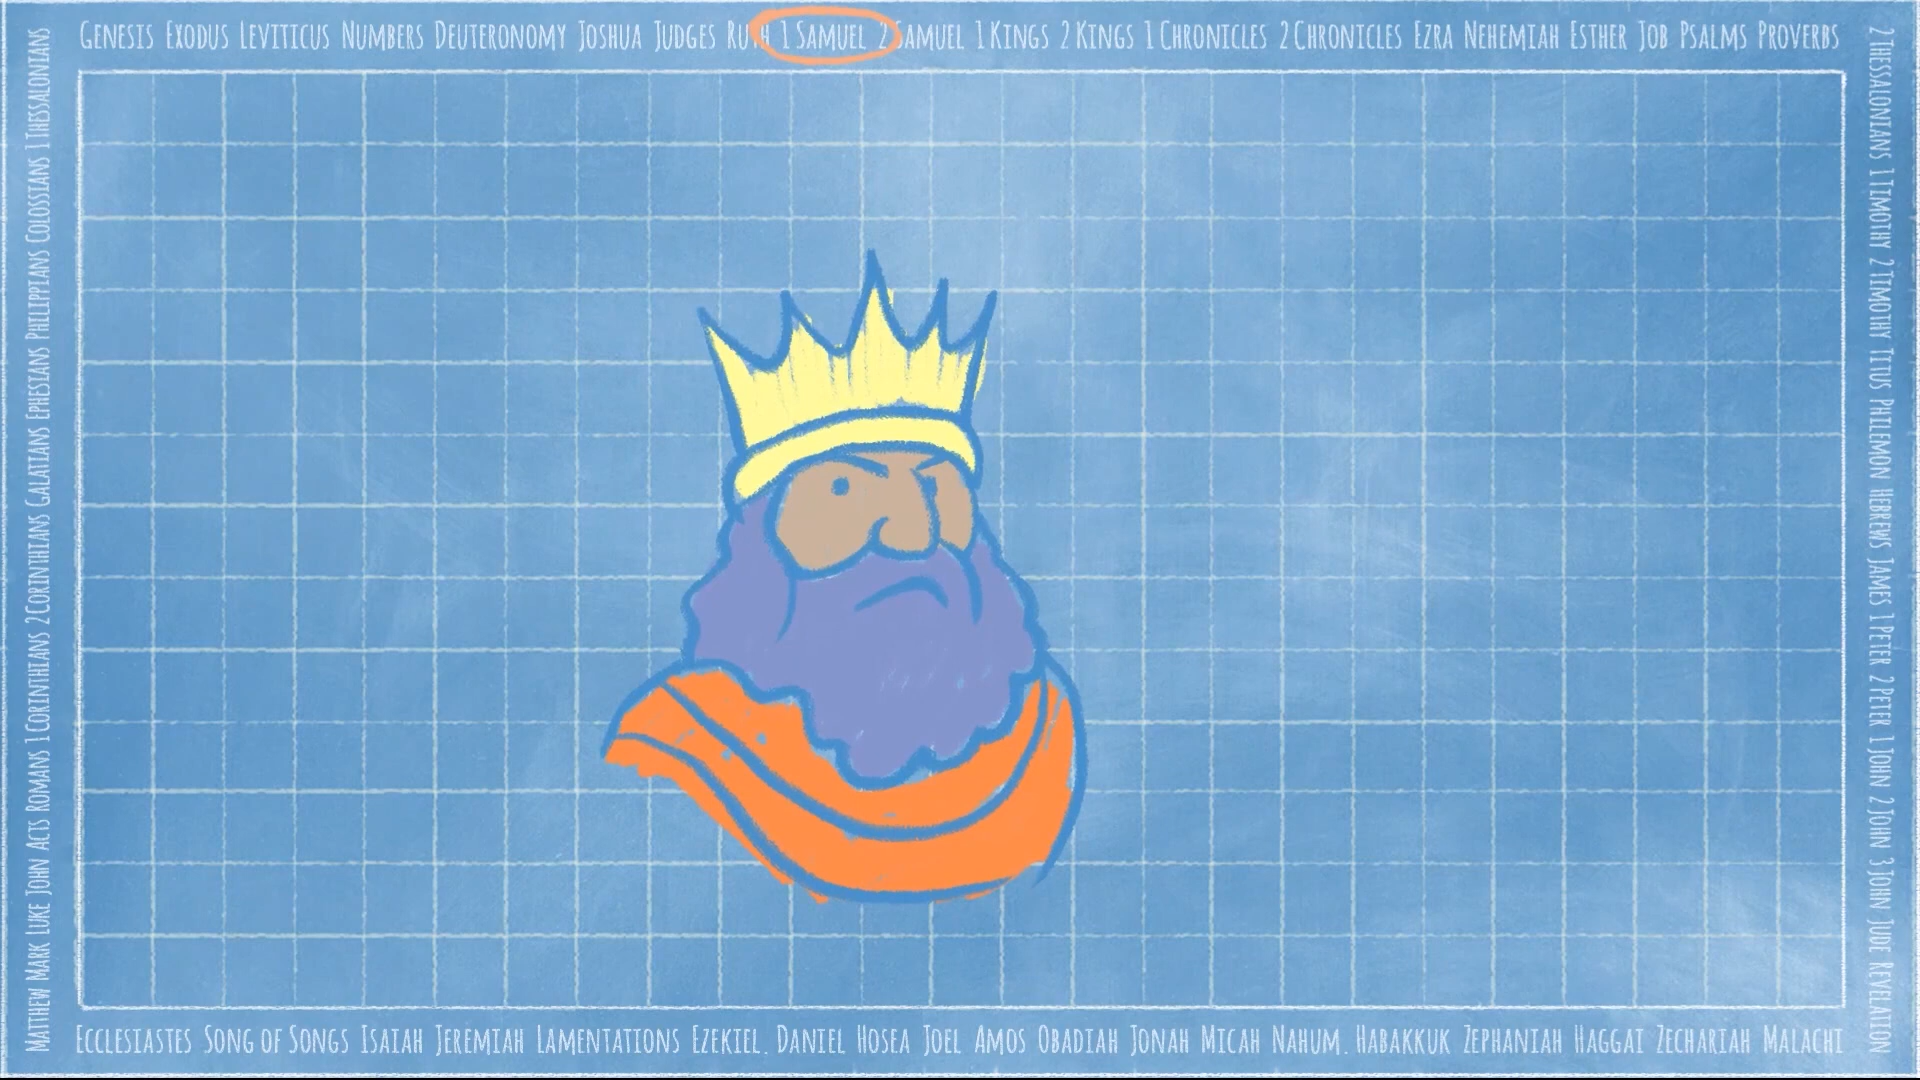 Genesis Exodus Leviticus Numbers Deuteronomy Joshua Judges Ruth 1 Samuel 2 Samuel 1 Kings 2 Kings 1 Chronicles 2 Chronicles Ezra Nehemiah Esther Job Psalms Proverbs
Ecclesiastes Song of Songs Isaiah Jeremiah Lamentations Ezekiel. Daniel Hosea Joel Amos Obadiah Jonah Micah Nahum. Habakkuk Zephaniah Haggai Zechariah Malachi
Matthew Mark Luke John Acts Romans 1 Corinthians 2 Corinthians Galatians Ephesians Philippians Colossians 1 Thessalonians
2 Thessalonians 1 Timothy 2 Timothy Titus Philemon Hebrews James 1 Peter 2 Peter 1 John 2 John 3 John Jude Revelation